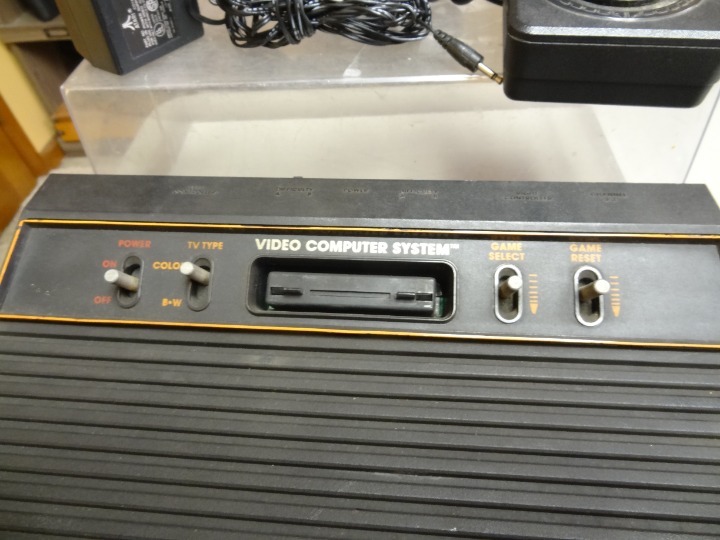 POWER
ON
OFF
TV TYPE
COLOR
B•W
VIDEO COMPUTER SYSTEM™
GAME
SELECT
GAME
RESET